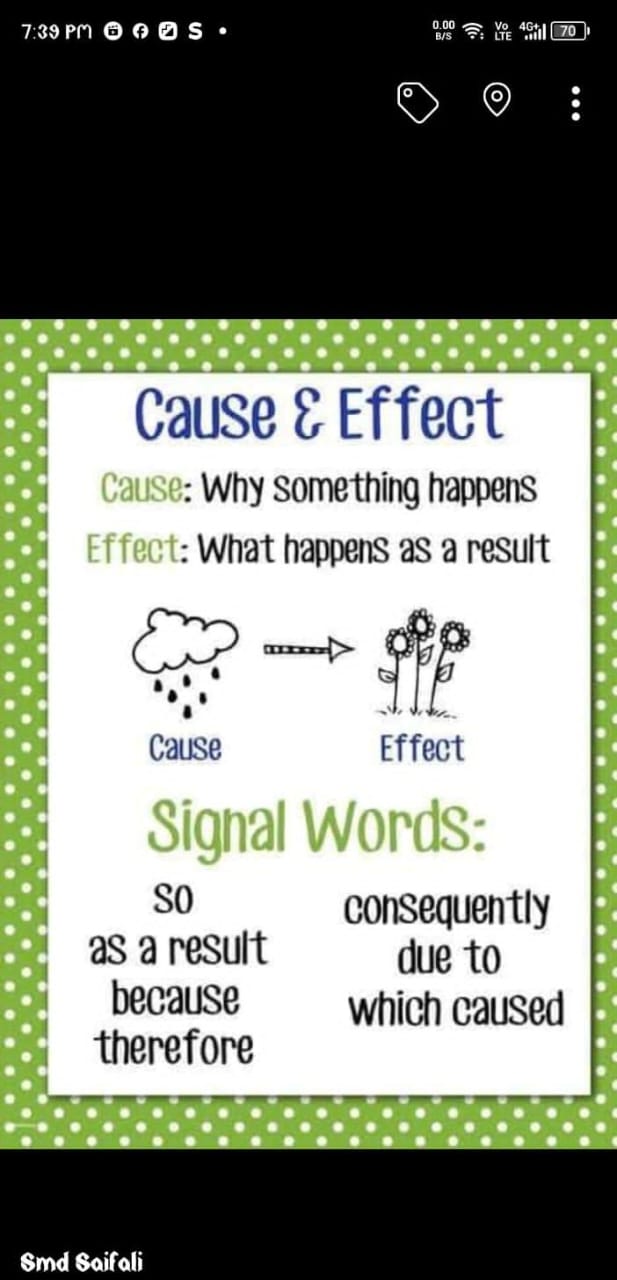 7:39 PM
0.00 B/S
Vo LTE
4G+
70
Cause & Effect
Cause: Why something happens
Effect: What happens as a result
Cause
Effect
Signal Words:
so
as a result
because
therefore
consequently
due to
which caused
Smd Saifali